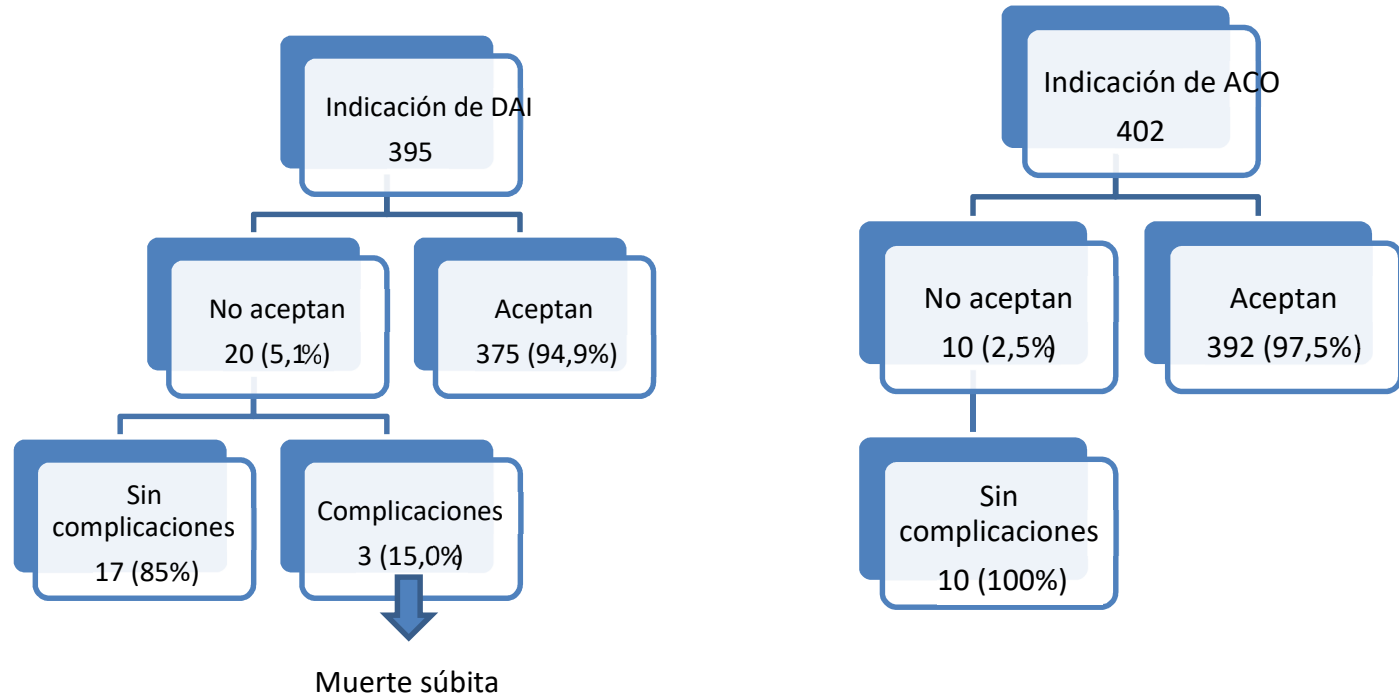 Indicación de DAI
395
No aceptan
20 (5,1%)
Aceptan
375 (94,9%)
Sin
complicaciones
17 (85%)
Complicaciones
3 (15,0%)
Muerte súbita
Indicación de ACO
402
No aceptan
10 (2,5%)
Aceptan
392 (97,5%)
Sin
complicaciones
10 (100%)